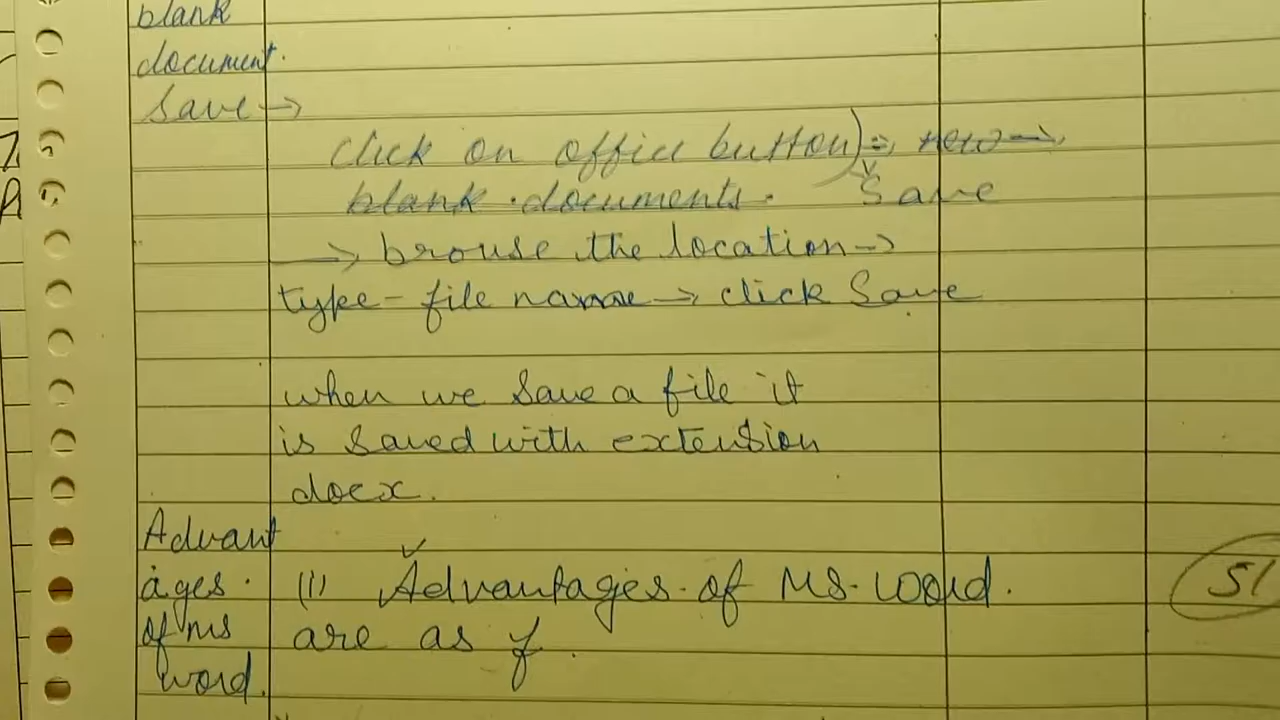 blank
document.
Save →
click on office button) → new →
blank documents. Save
→ brouse the location →
type - file name → click Save
when we save a file it
is saved with extension
docx.
Advant
ages.
of ms
word.
(i) Advantages of MS-Word.
are as f
51